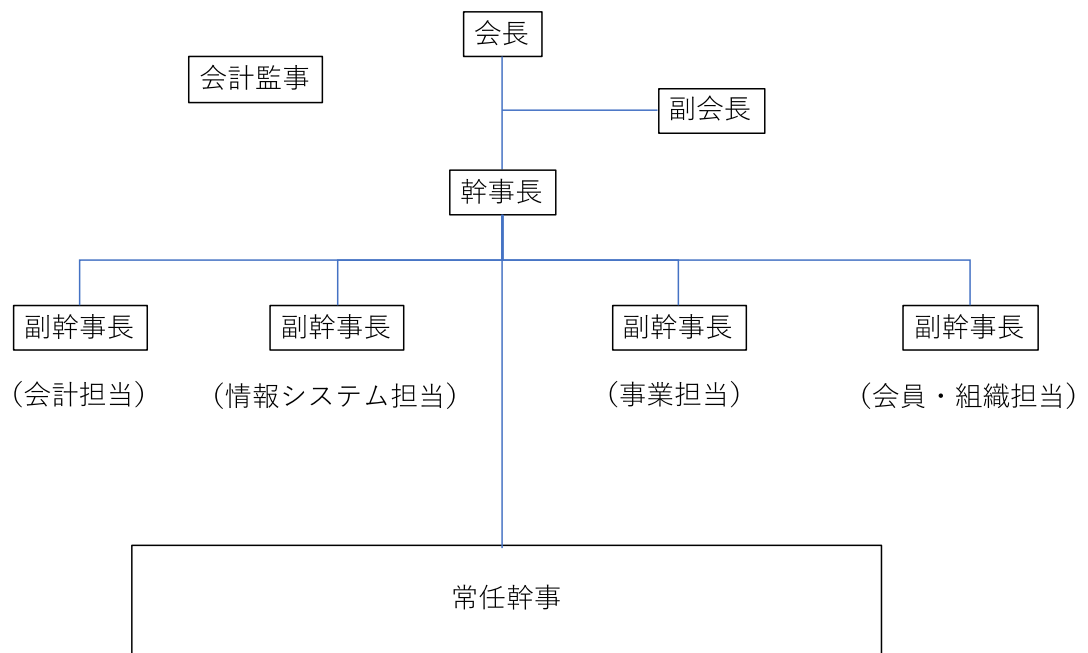 会長
会計監事
副会長
幹事長
副幹事長
副幹事長
副幹事長
副幹事長
（会計担当）
（情報システム担当）
（事業担当）
（会員・組織担当）
常任幹事